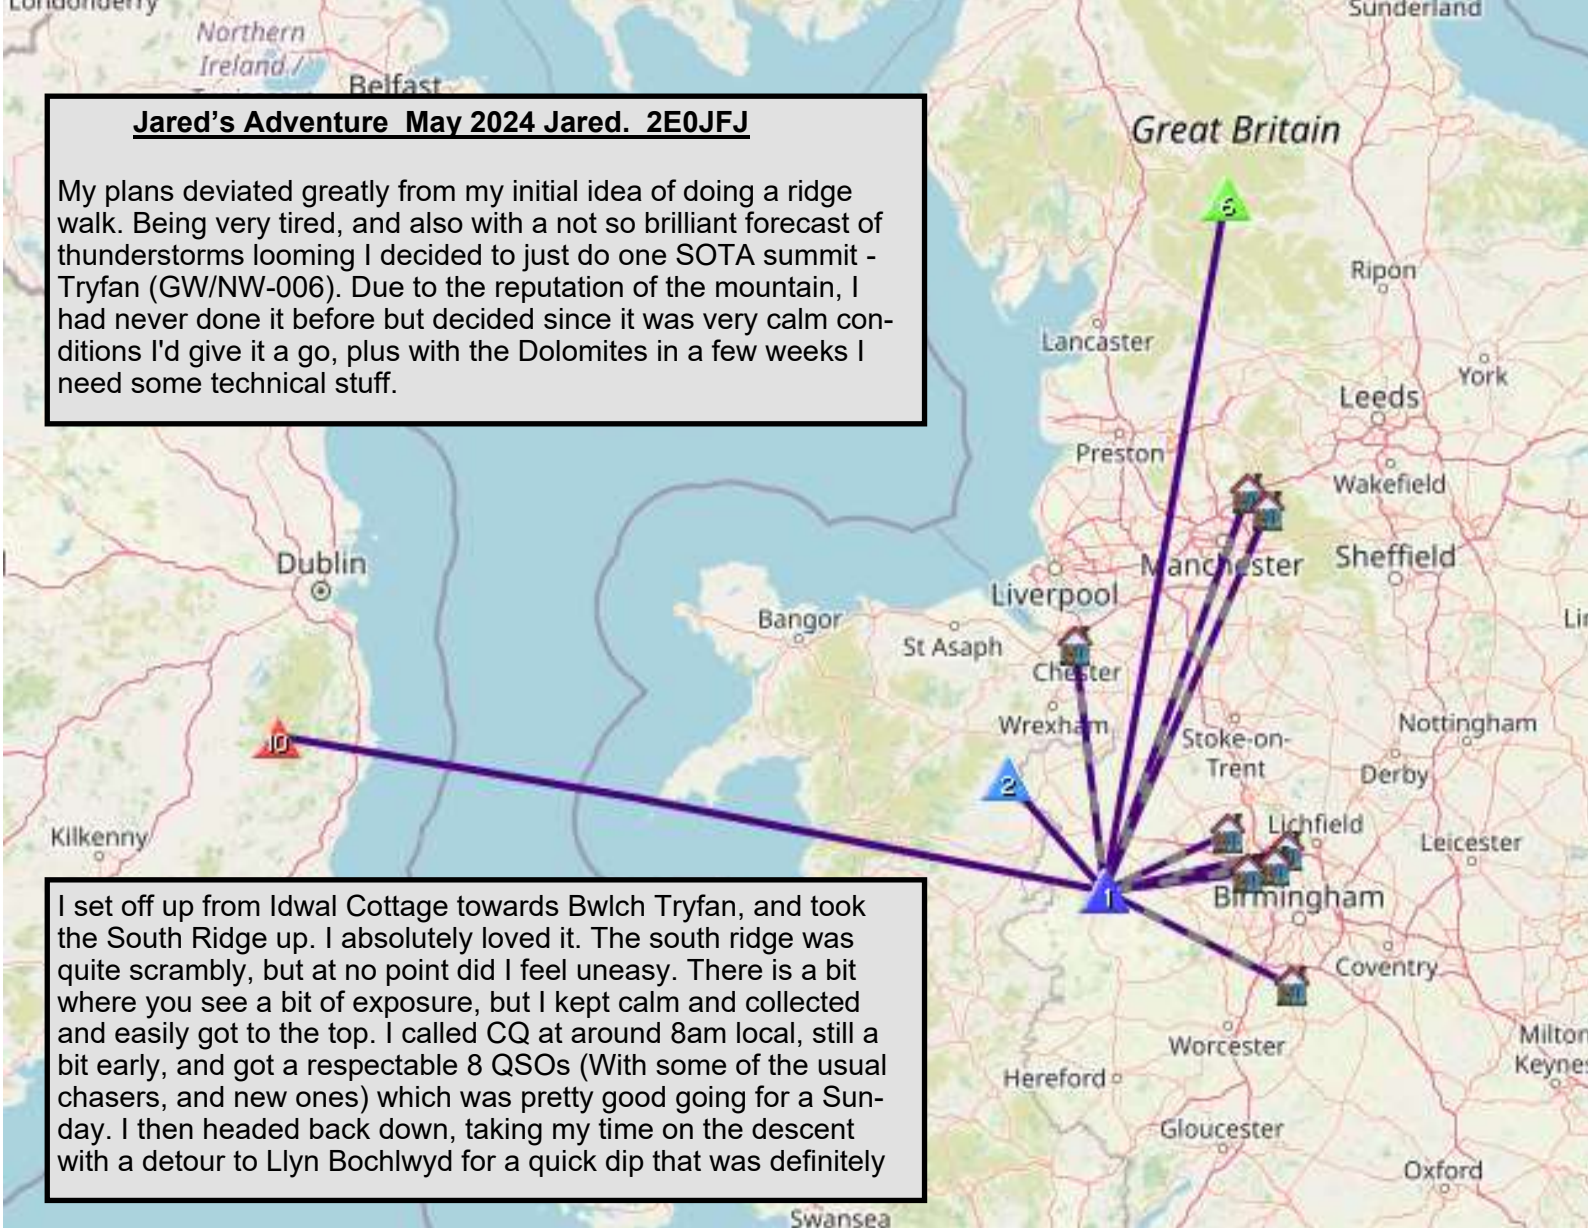 Londonderry
Sunderland
Northern
Ireland /
Belfast
Jared's Adventure  May 2024 Jared.  2E0JFJ
My plans deviated greatly from my initial idea of doing a ridge
walk. Being very tired, and also with a not so brilliant forecast of
thunderstorms looming I decided to just do one SOTA summit -
Tryfan (GW/NW-006). Due to the reputation of the mountain, I
had never done it before but decided since it was very calm con-
ditions I'd give it a go, plus with the Dolomites in a few weeks I
need some technical stuff.
Great Britain
6
Ripon
Lancaster
York
Leeds
Preston
Wakefield
Dublin
Manchester
Sheffield
Liverpool
Bangor
St Asaph
Chester
Wrexham
Nottingham
Stoke-on-
Trent
10
2
Derby
Kilkenny
Lichfield
Leicester
1
Birmingham
Coventry
I set off up from Idwal Cottage towards Bwlch Tryfan, and took
the South Ridge up. I absolutely loved it. The south ridge was
quite scrambly, but at no point did I feel uneasy. There is a bit
where you see a bit of exposure, but I kept calm and collected
and easily got to the top. I called CQ at around 8am local, still a
bit early, and got a respectable 8 QSOs (With some of the usual
chasers, and new ones) which was pretty good going for a Sun-
day. I then headed back down, taking my time on the descent
with a detour to Llyn Bochlwyd for a quick dip that was definitely
Worcester
Milton
Keynes
Hereford
Gloucester
Oxford
Swansea